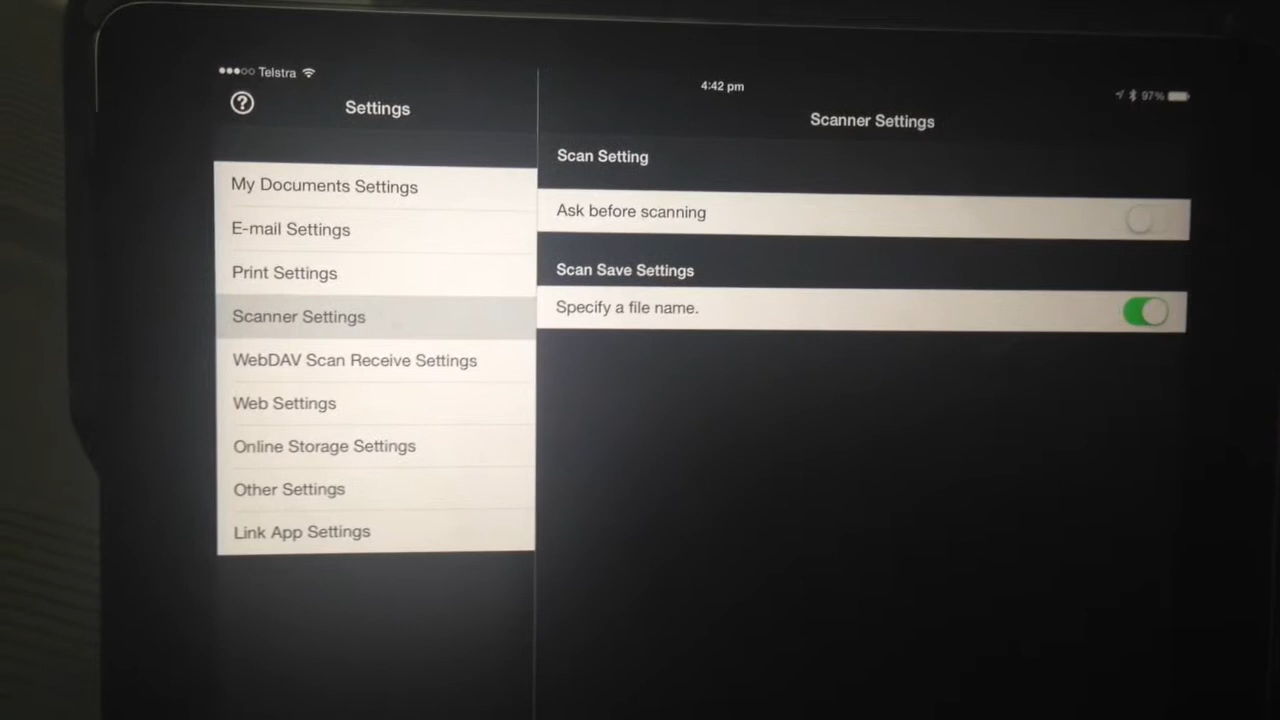 Telstra
4:42 pm
97%
?
Settings
Scanner Settings
My Documents Settings
E-mail Settings
Print Settings
Scanner Settings
WebDAV Scan Receive Settings
Web Settings
Online Storage Settings
Other Settings
Link App Settings
Scan Setting
Ask before scanning
Scan Save Settings
Specify a file name.